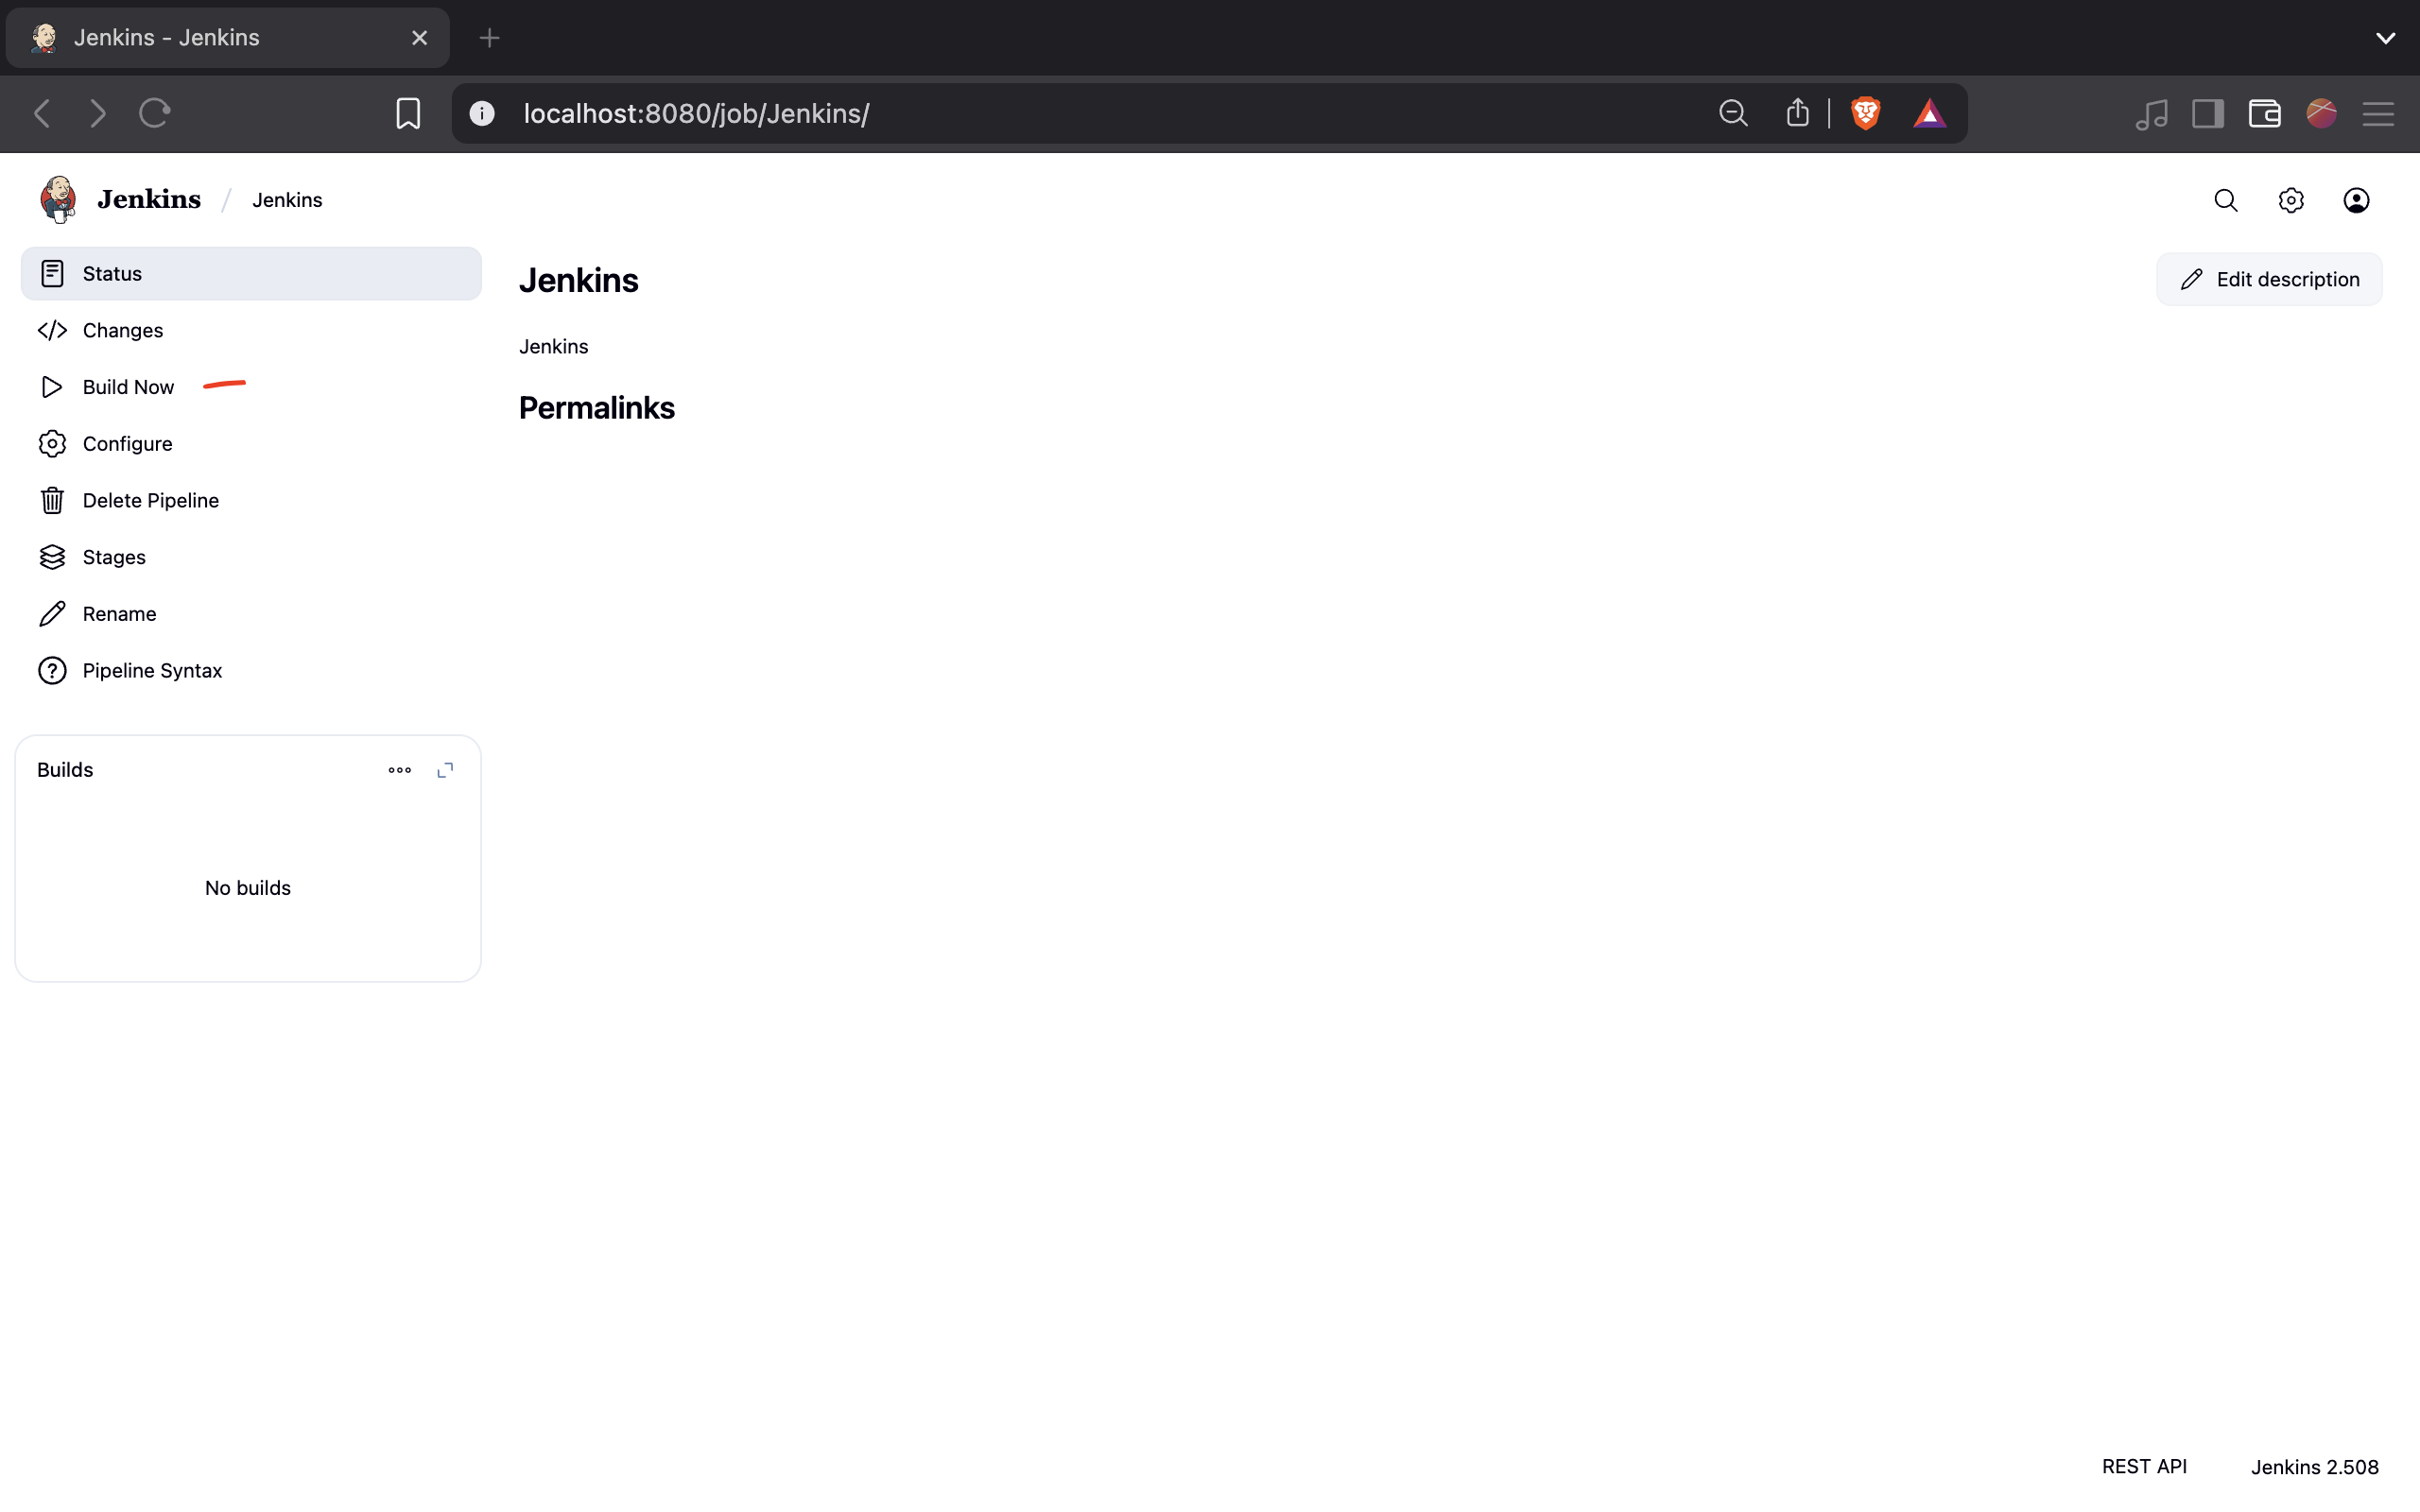 Jenkins - Jenkins
localhost:8080/job/Jenkins/
Jenkins / Jenkins
Status
Changes
Build Now
Configure
Delete Pipeline
Stages
Rename
Pipeline Syntax
Builds
No builds
Jenkins
Edit description
Jenkins
Permalinks
REST API
Jenkins 2.508